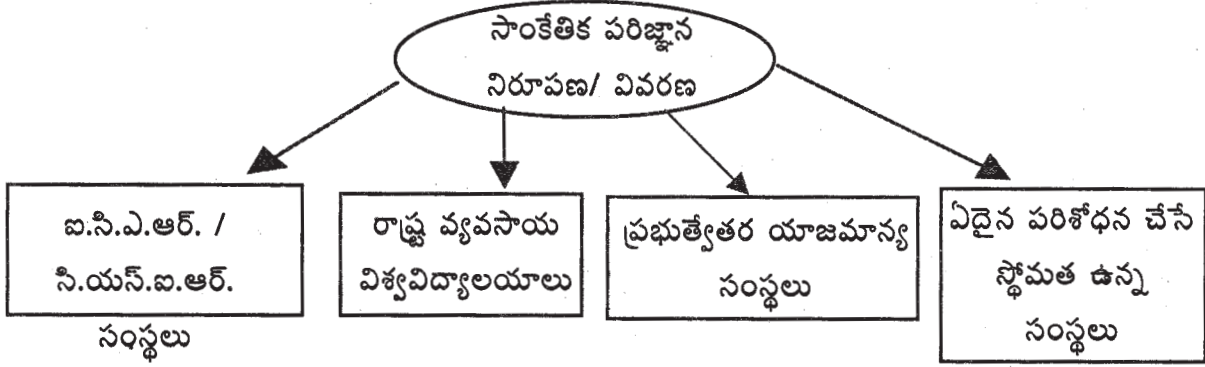 సాంకేతిక పరిజ్ఞాన
నిరూపణ/ వివరణ
ఐ.సి.ఎ.ఆర్. /
సి.యస్.ఐ.ఆర్.
సంస్థలు
రాష్ట్ర వ్యవసాయ
విశ్వవిద్యాలయాలు
ప్రభుత్వేతర యాజమాన్య
సంస్థలు
ఏదైన పరిశోధన చేసే
స్థోమత ఉన్న
సంస్థలు